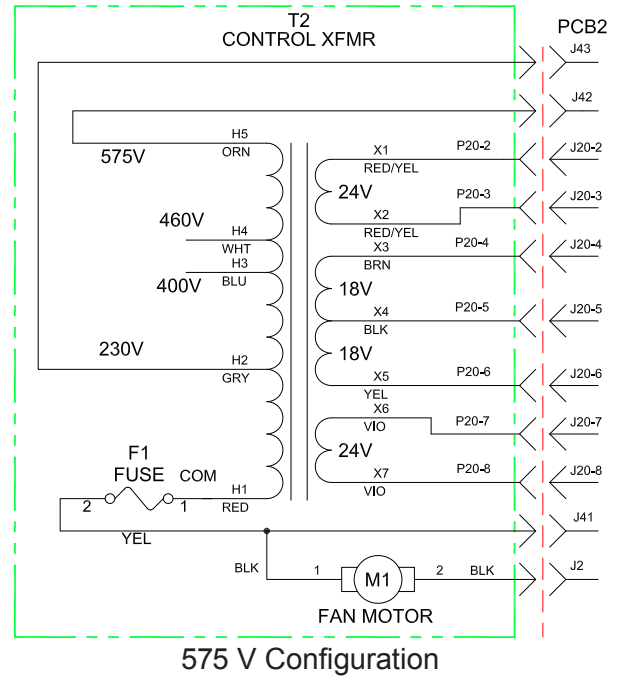 T2
CONTROL XFMR
PCB2
J43
J42
H5
ORN
575V
X1
RED/YEL
P20-2
J20-2
24V
P20-3
J20-3
X2
RED/YEL
460V
H4
WHT
X3
BRN
P20-4
J20-4
H3
BLU
400V
18V
X4
BLK
P20-5
J20-5
230V
18V
H2
GRY
X5
YEL
P20-6
J20-6
X6
VIO
P20-7
J20-7
24V
F1
FUSE
COM
X7
VIO
P20-8
J20-8
2
1
H1
RED
YEL
J41
BLK
1
M1
2
BLK
J2
FAN MOTOR
575 V Configuration